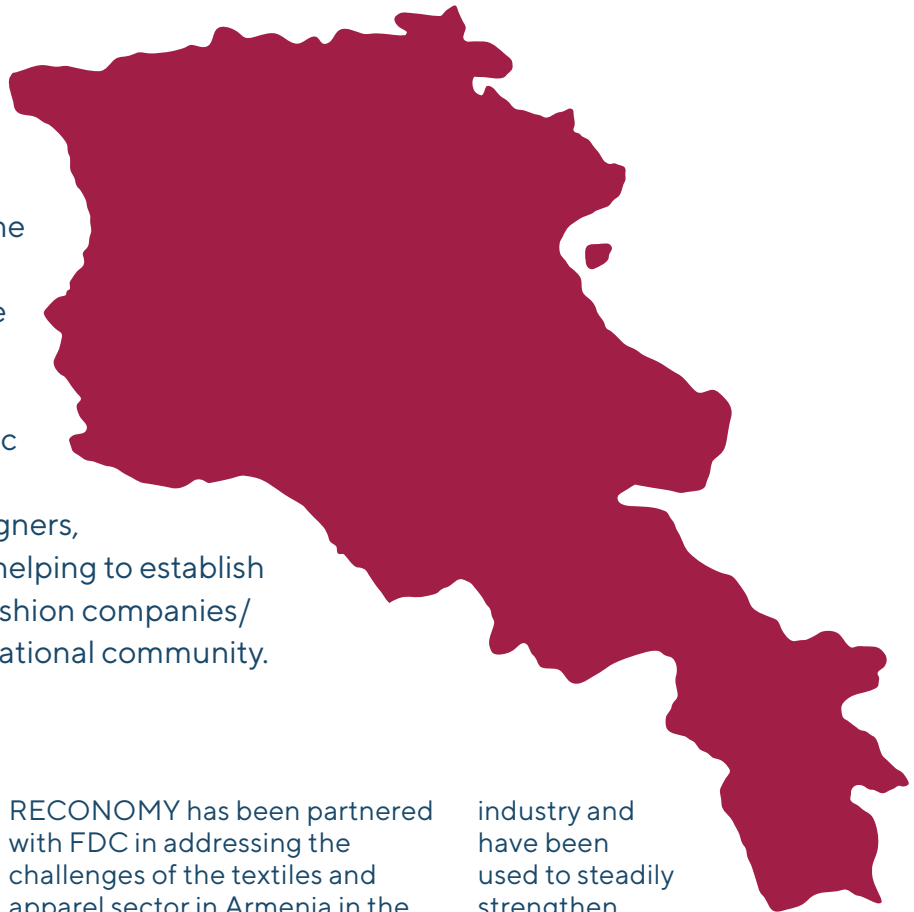 e
c
gners,
helping to establish
shion companies/
ational community.
RECONOMY has been partnered
with FDC in addressing the
challenges of the textiles and
apparel sector in Armenia in the
industry and
have been
used to steadily
strengthen